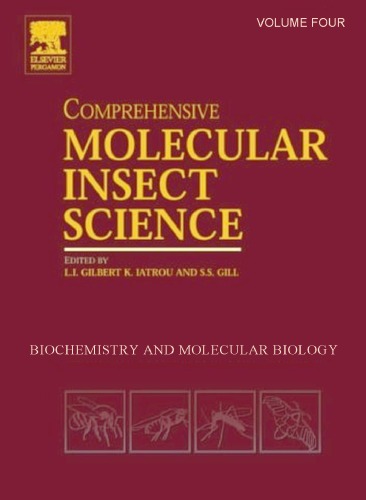 VOLUME FOUR
ELSEVIER
PERGAMON
COMPREHENSIVE
MOLECULAR
INSECT
SCIENCE
EDITED BY
L.I. GILBERT K. IATROU AND S.S. GILL
BIOCHEMISTRY AND MOLECULAR BIOLOGY